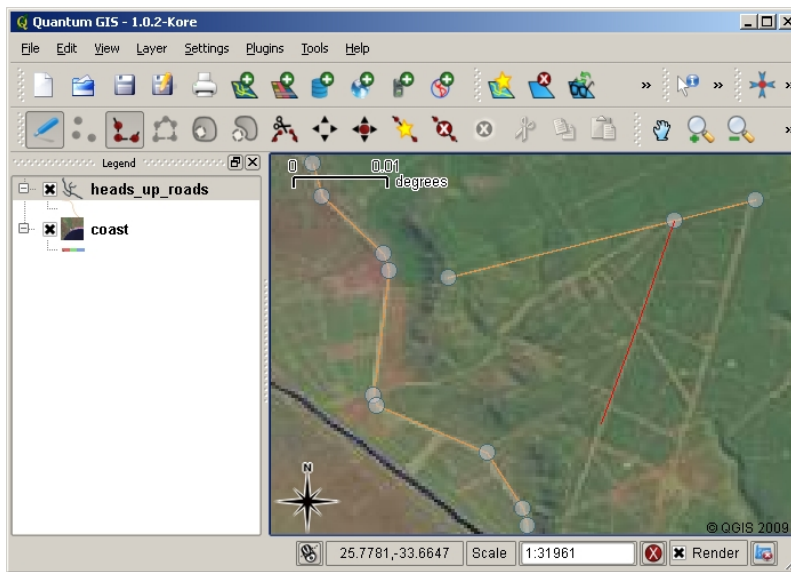 Quantum GIS - 1.0.2-Kore
File Edit View Layer Settings Plugins Tools Help
Legend
heads_up_roads
coast
0 0.01
degrees
N
© QGIS 2009
25.7781,-33.6647 Scale 1:31961 Render